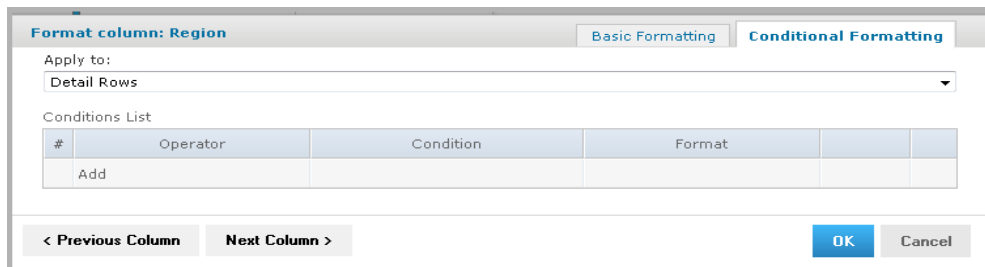 Format column: Region Basic Formatting Conditional Formatting
Apply to:
Detail Rows
Conditions List
# Operator Condition Format
Add
< Previous Column Next Column > OK Cancel